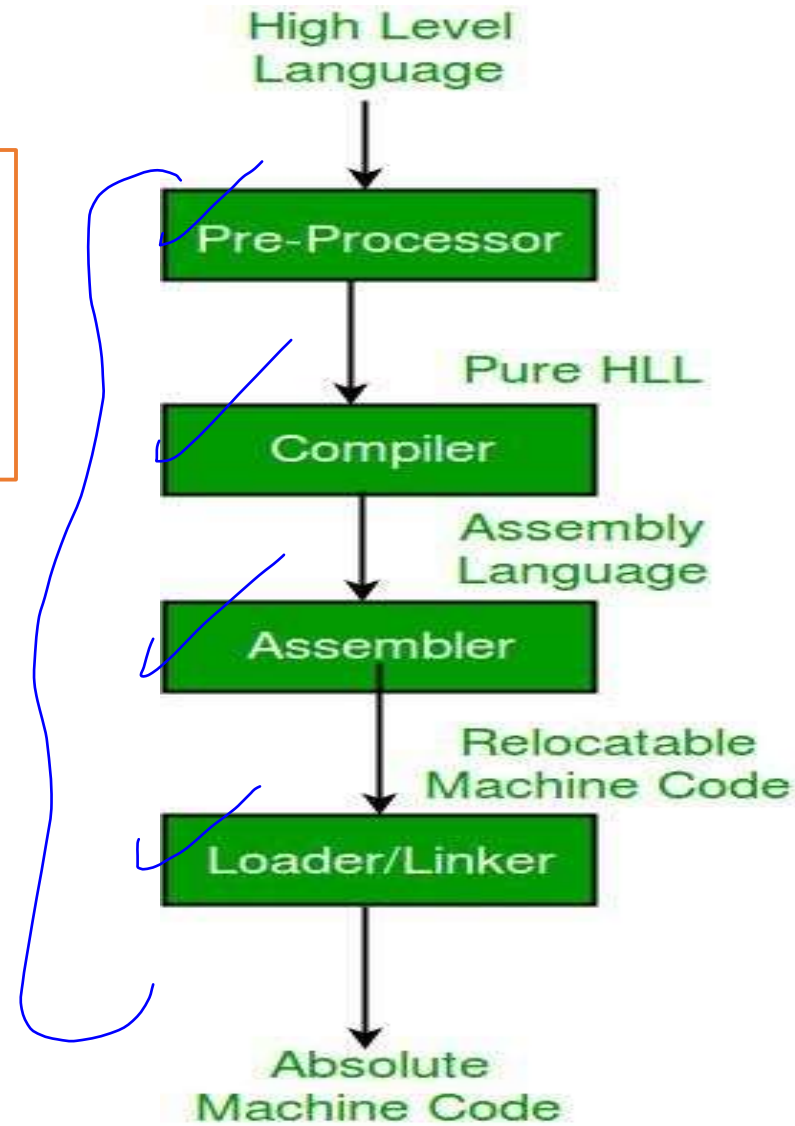 High Level
Language
Pre-Processor
Pure HLL
Compiler
Assembly
Language
Assembler
Relocatable
Machine Code
Loader/Linker
Absolute
Machine Code